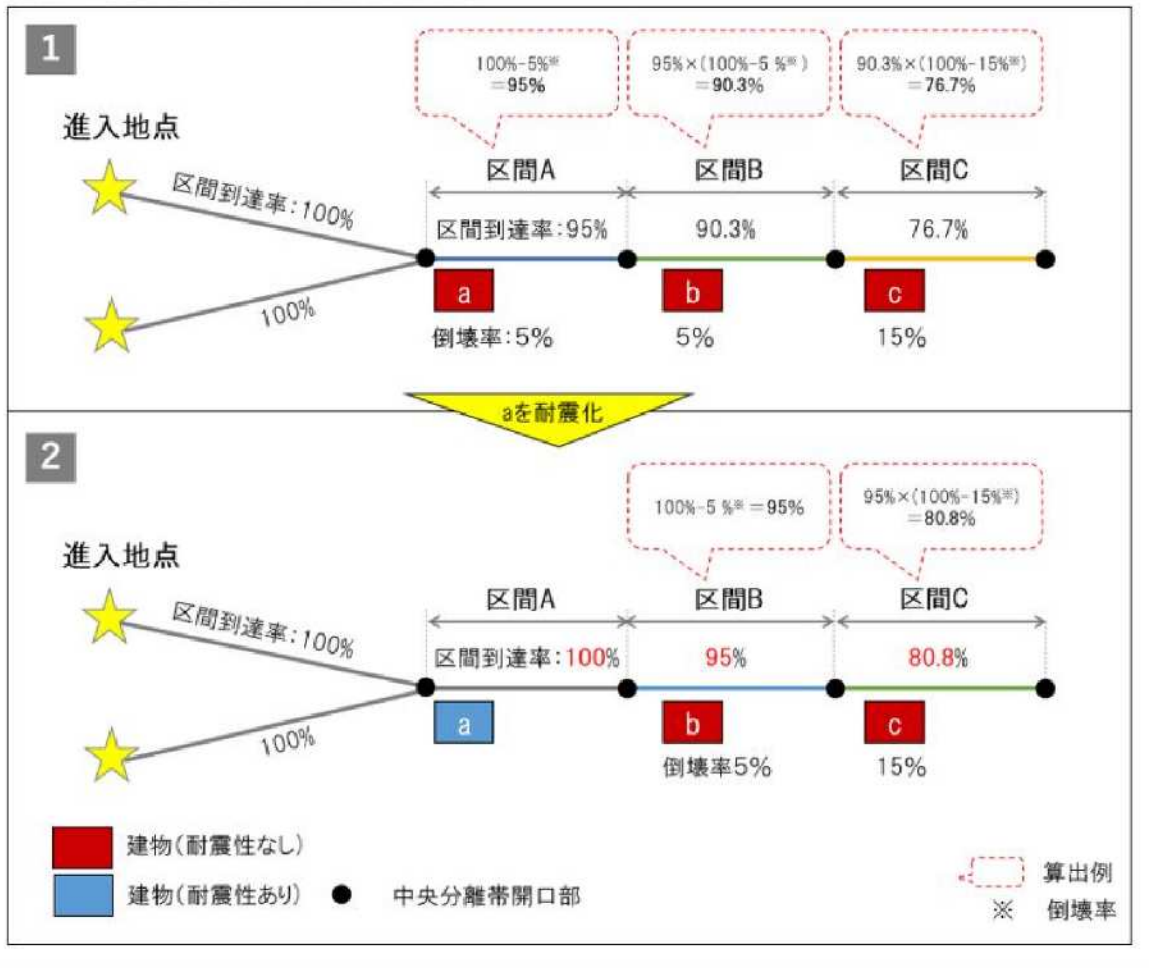 1
100%-5%※
=95%
95%×(100%-5 %※ )
=90.3%
90.3%×(100%-15%※)
=76.7%
進入地点
区間A
区間B
区間C
区間到達率:100%
区間到達率:95%
90.3%
76.7%
100%
a
b
c
倒壊率:5%
5%
15%
aを耐震化
2
100%-5 %※ =95%
95%×(100%-15%※)
=80.8%
進入地点
区間A
区間B
区間C
区間到達率:100%
区間到達率:100%
95%
80.8%
100%
a
b
c
倒壊率5%
15%
建物(耐震性なし)
建物(耐震性あり)
中央分離帯開口部
算出例
※ 倒壊率